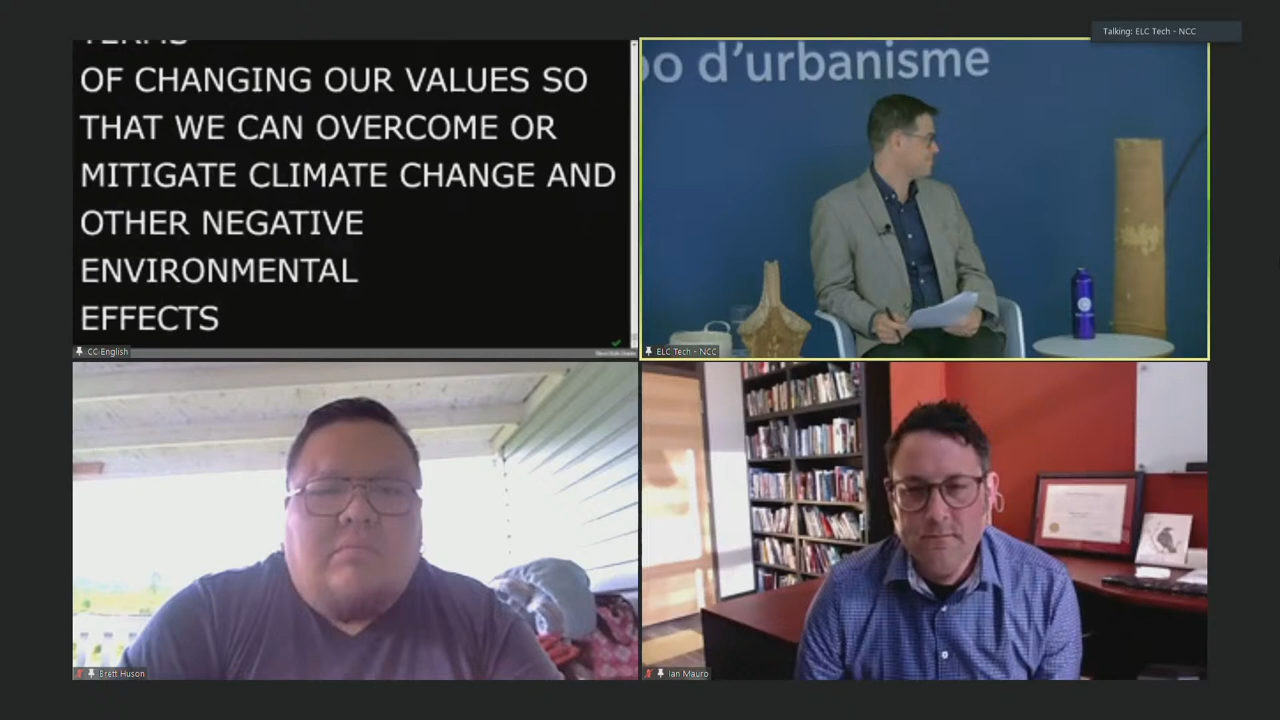 Talking: ELC Tech - NCC
TERMS
OF CHANGING OUR VALUES SO
THAT WE CAN OVERCOME OR
MITIGATE CLIMATE CHANGE AND
OTHER NEGATIVE
ENVIRONMENTAL
EFFECTS
CC English
d’urbanisme
ELC Tech - NCC
Brett Huson
Ian Mauro